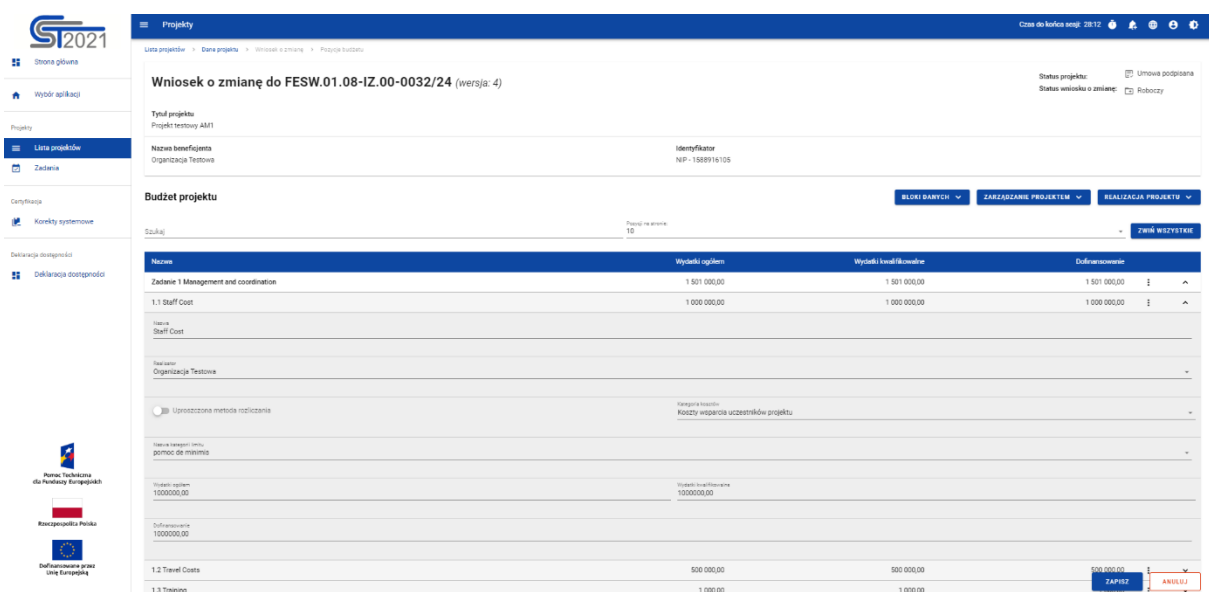 ST2021
Projekty
Czas do końca sesji: 28:12
Lista projektów > Dane projektu > Wniosek o zmianę > Pozycje budżetu
Strona główna
Wybór aplikacji
Projekty
Lista projektów
Zadania
Certyfikacja
Korekty systemowe
Deklaracja dostępności
Deklaracja dostępności
Wniosek o zmianę do FESW.01.08-IZ.00-0032/24 (wersja: 4)
Status projektu: Umowa podpisana
Status wniosku o zmianę: Roboczy
Tytuł projektu
Projekt testowy AM1
Nazwa beneficjenta Identyfikator
Organizacja Testowa NIP - 1588916105
Budżet projektu BLOKI DANYCH ZARZĄDZANIE PROJEKTEM REALIZACJA PROJEKTU
Pozycji na stronie
Szukaj 10 ZWIŃ WSZYSTKIE
Nazwa Wydatki ogółem Wydatki kwalifikowalne Dofinansowanie
Zadanie 1 Management and coordination 1 501 000,00 1 501 000,00 1 501 000,00
1.1 Staff Cost 1 000 000,00 1 000 000,00 1 000 000,00
Nazwa
Staff Cost
Realizator
Organizacja Testowa
Kategoria kosztów
Uproszczona metoda rozliczania Koszty wsparcia uczestników projektu
Nazwa kategorii limitu
pomoc de minimis
Wydatki ogółem Wydatki kwalifikowalne
1000000,00 1000000,00
Dofinansowanie
1000000,00
1.2 Travel Costs 500 000,00 500 000,00 500 000,00
1.3 Training 1 000,00 1 000,00
ZAPISZ ANULUJ
Pomoc Techniczna
dla Funduszy Europejskich
Rzeczpospolita Polska
Dofinansowane przez
Unię Europejską